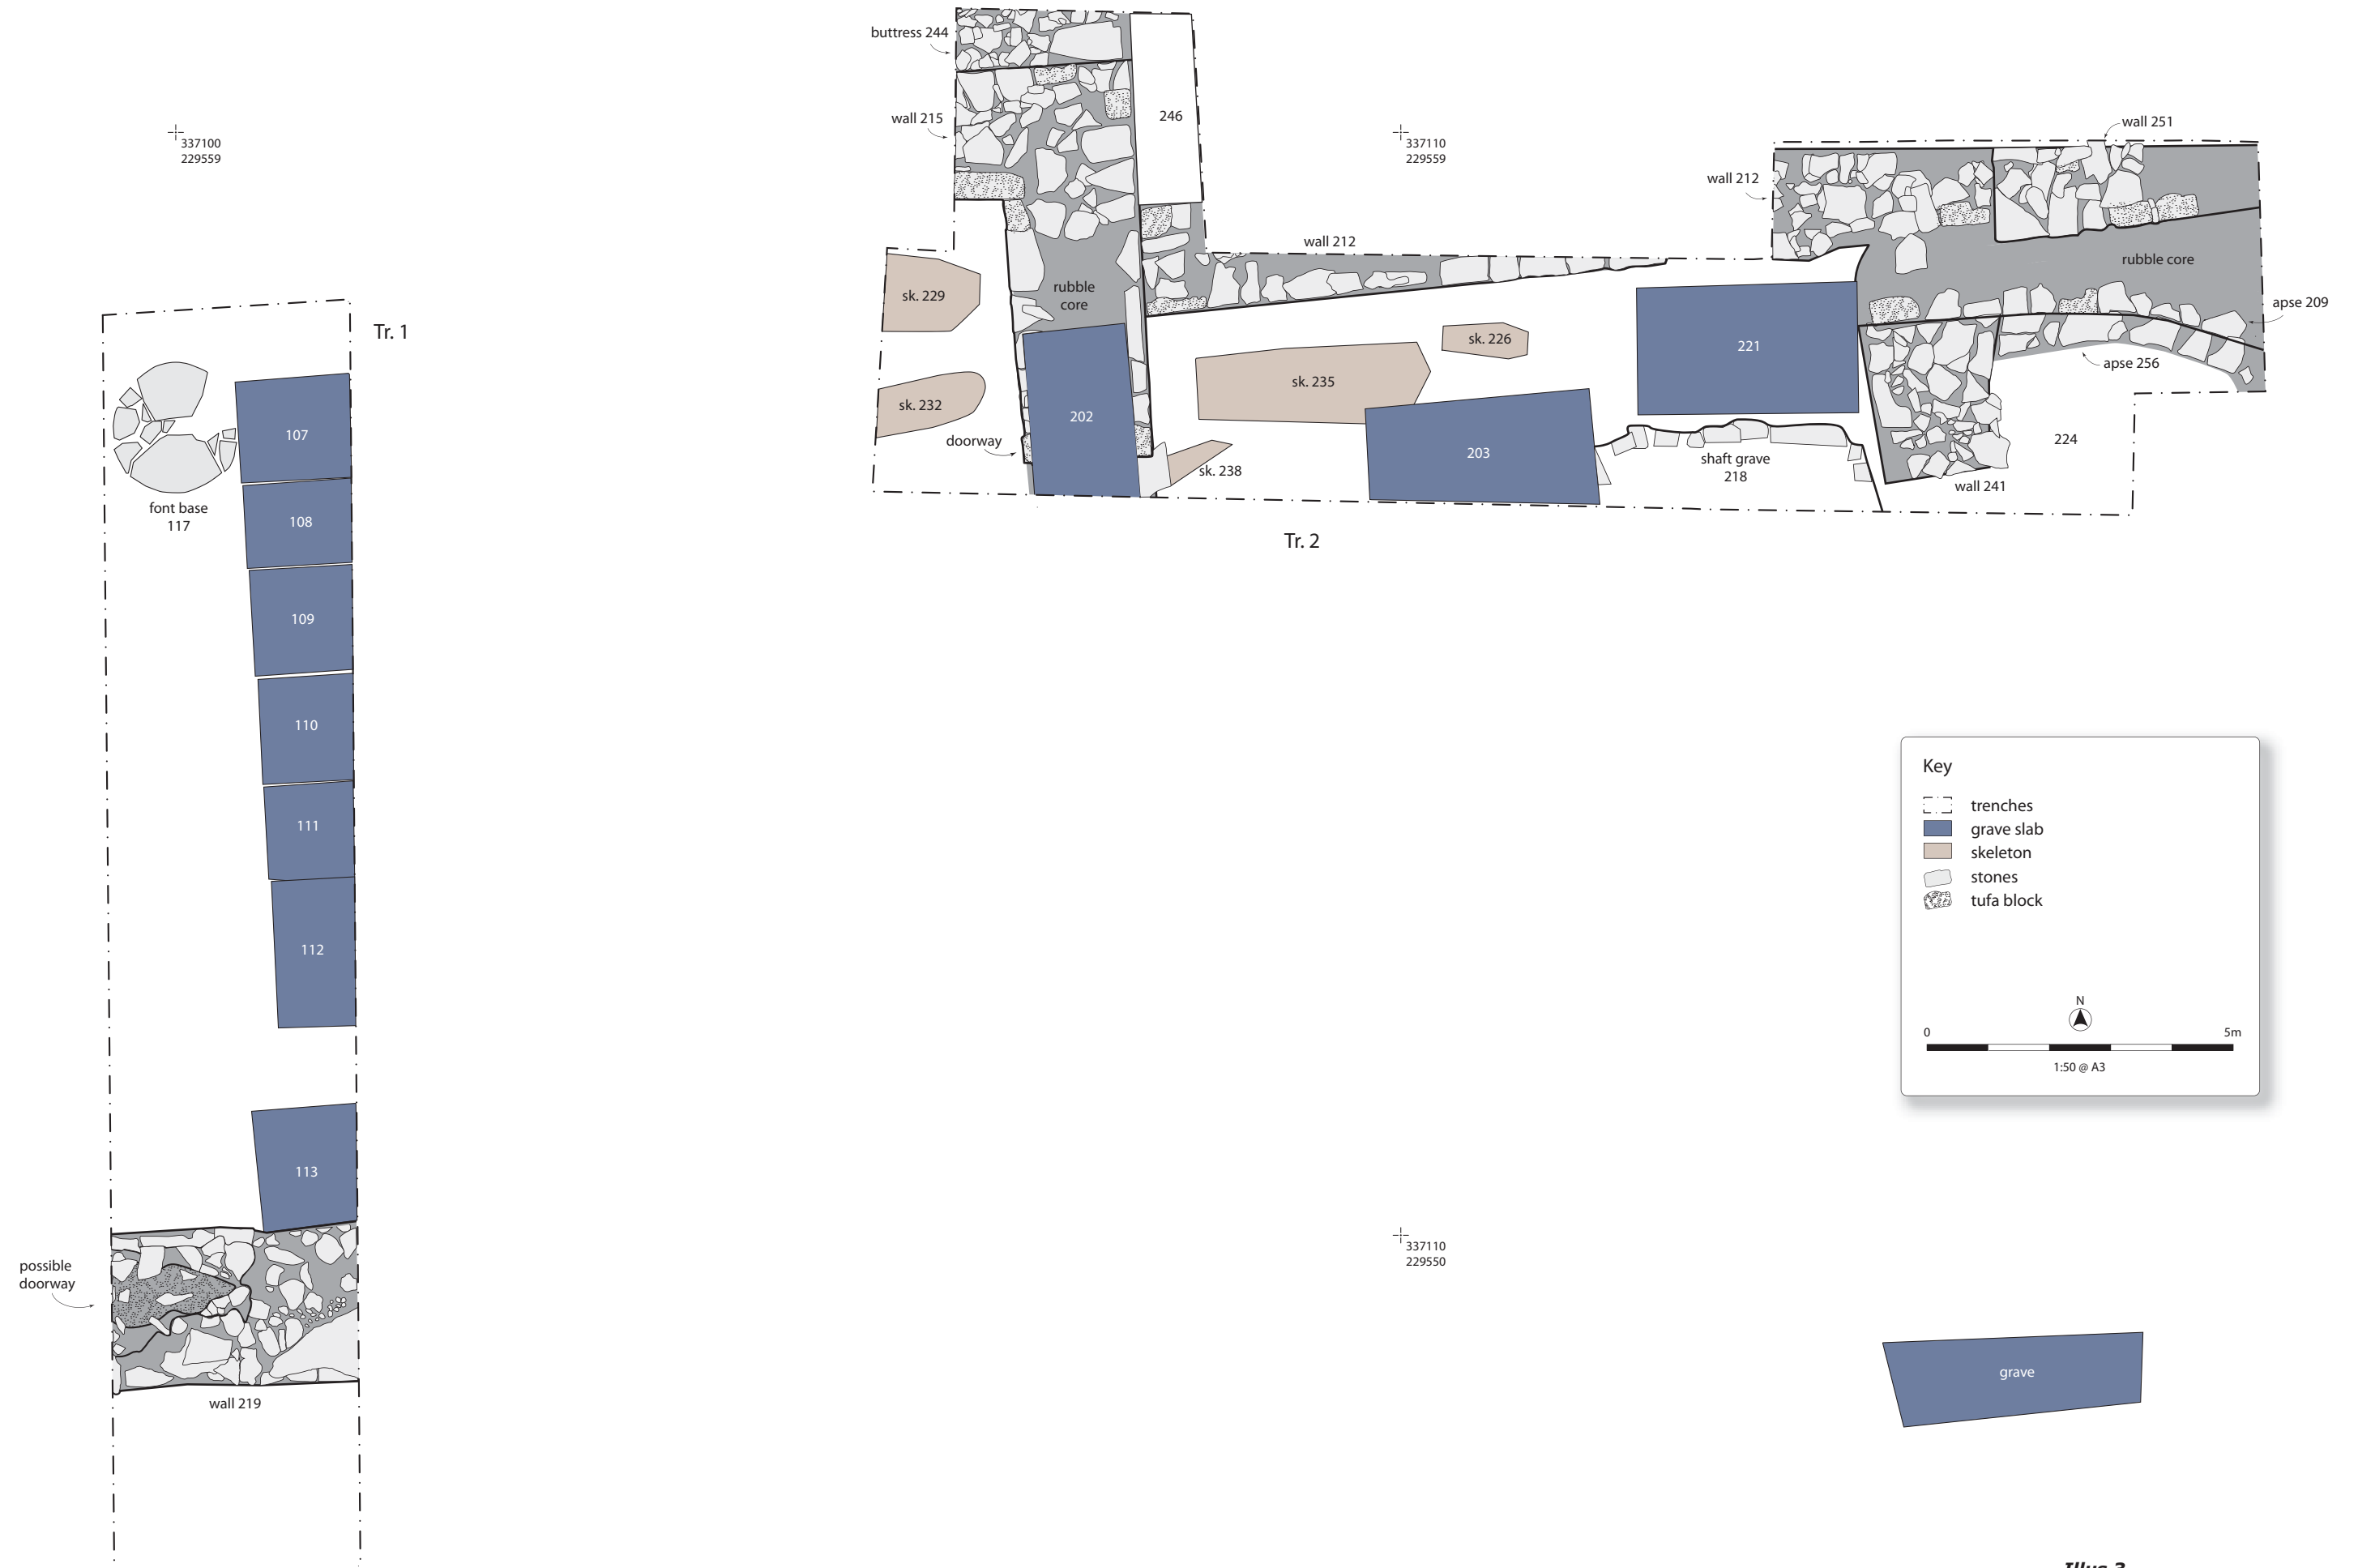 buttress 244
wall 215
246
337100
229559
337110
229559
wall 251
wall 212
wall 212
rubble core
apse 209
sk. 229
rubble
core
Tr. 1
sk. 226
221
apse 256
sk. 235
sk. 232
202
107
doorway
203
sk. 238
shaft grave
218
224
wall 241
font base
117
108
Tr. 2
109
110
111
112
113
possible
doorway
wall 219
Key
trenches
grave slab
skeleton
stones
tufa block
N
0
5m
1:50 @ A3
337110
229550
grave